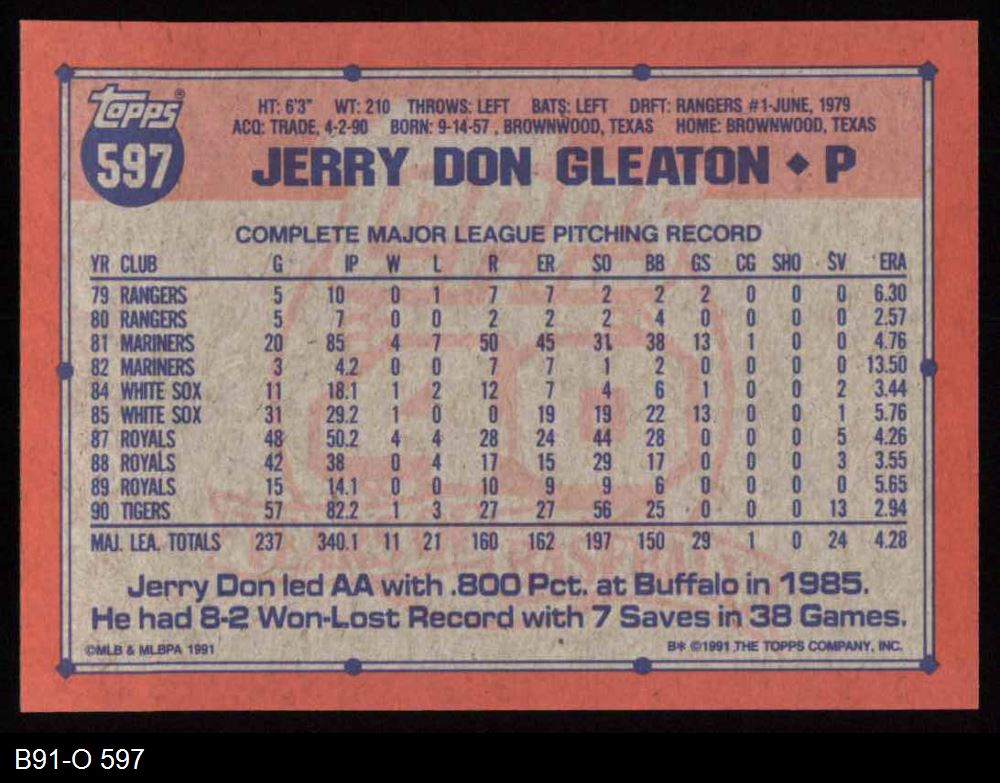 topps®
597
HT: 6'3" WT: 210 THROWS: LEFT BATS: LEFT DRFT: RANGERS #1-JUNE, 1979
ACQ: TRADE, 4-2-90 BORN: 9-14-57 , BROWNWOOD, TEXAS HOME: BROWNWOOD, TEXAS
JERRY DON GLEATON ◆ P
COMPLETE MAJOR LEAGUE PITCHING RECORD
YR CLUB G IP W L R ER SO BB GS CG SHO SV ERA
79 RANGERS 5 10 0 1 7 7 2 2 2 0 0 0 6.30
80 RANGERS 5 7 0 0 2 2 2 4 0 0 0 0 2.57
81 MARINERS 20 85 4 7 50 45 31 38 13 1 0 0 4.76
82 MARINERS 3 4.2 0 0 7 7 1 2 0 0 0 0 13.50
84 WHITE SOX 11 18.1 1 2 12 7 4 6 1 0 0 2 3.44
85 WHITE SOX 31 29.2 1 0 0 19 19 22 13 0 0 1 5.76
87 ROYALS 48 50.2 4 4 28 24 44 28 0 0 0 5 4.26
88 ROYALS 42 38 0 4 17 15 29 17 0 0 0 3 3.55
89 ROYALS 15 14.1 0 0 10 9 9 6 0 0 0 0 5.65
90 TIGERS 57 82.2 1 3 27 27 56 25 0 0 0 13 2.94
MAJ. LEA. TOTALS 237 340.1 11 21 160 162 197 150 29 1 0 24 4.28
Jerry Don led AA with .800 Pct. at Buffalo in 1985.
He had 8-2 Won-Lost Record with 7 Saves in 38 Games.
©MLB & MLBPA 1991 B* ©1991 THE TOPPS COMPANY, INC.
B91-O 597